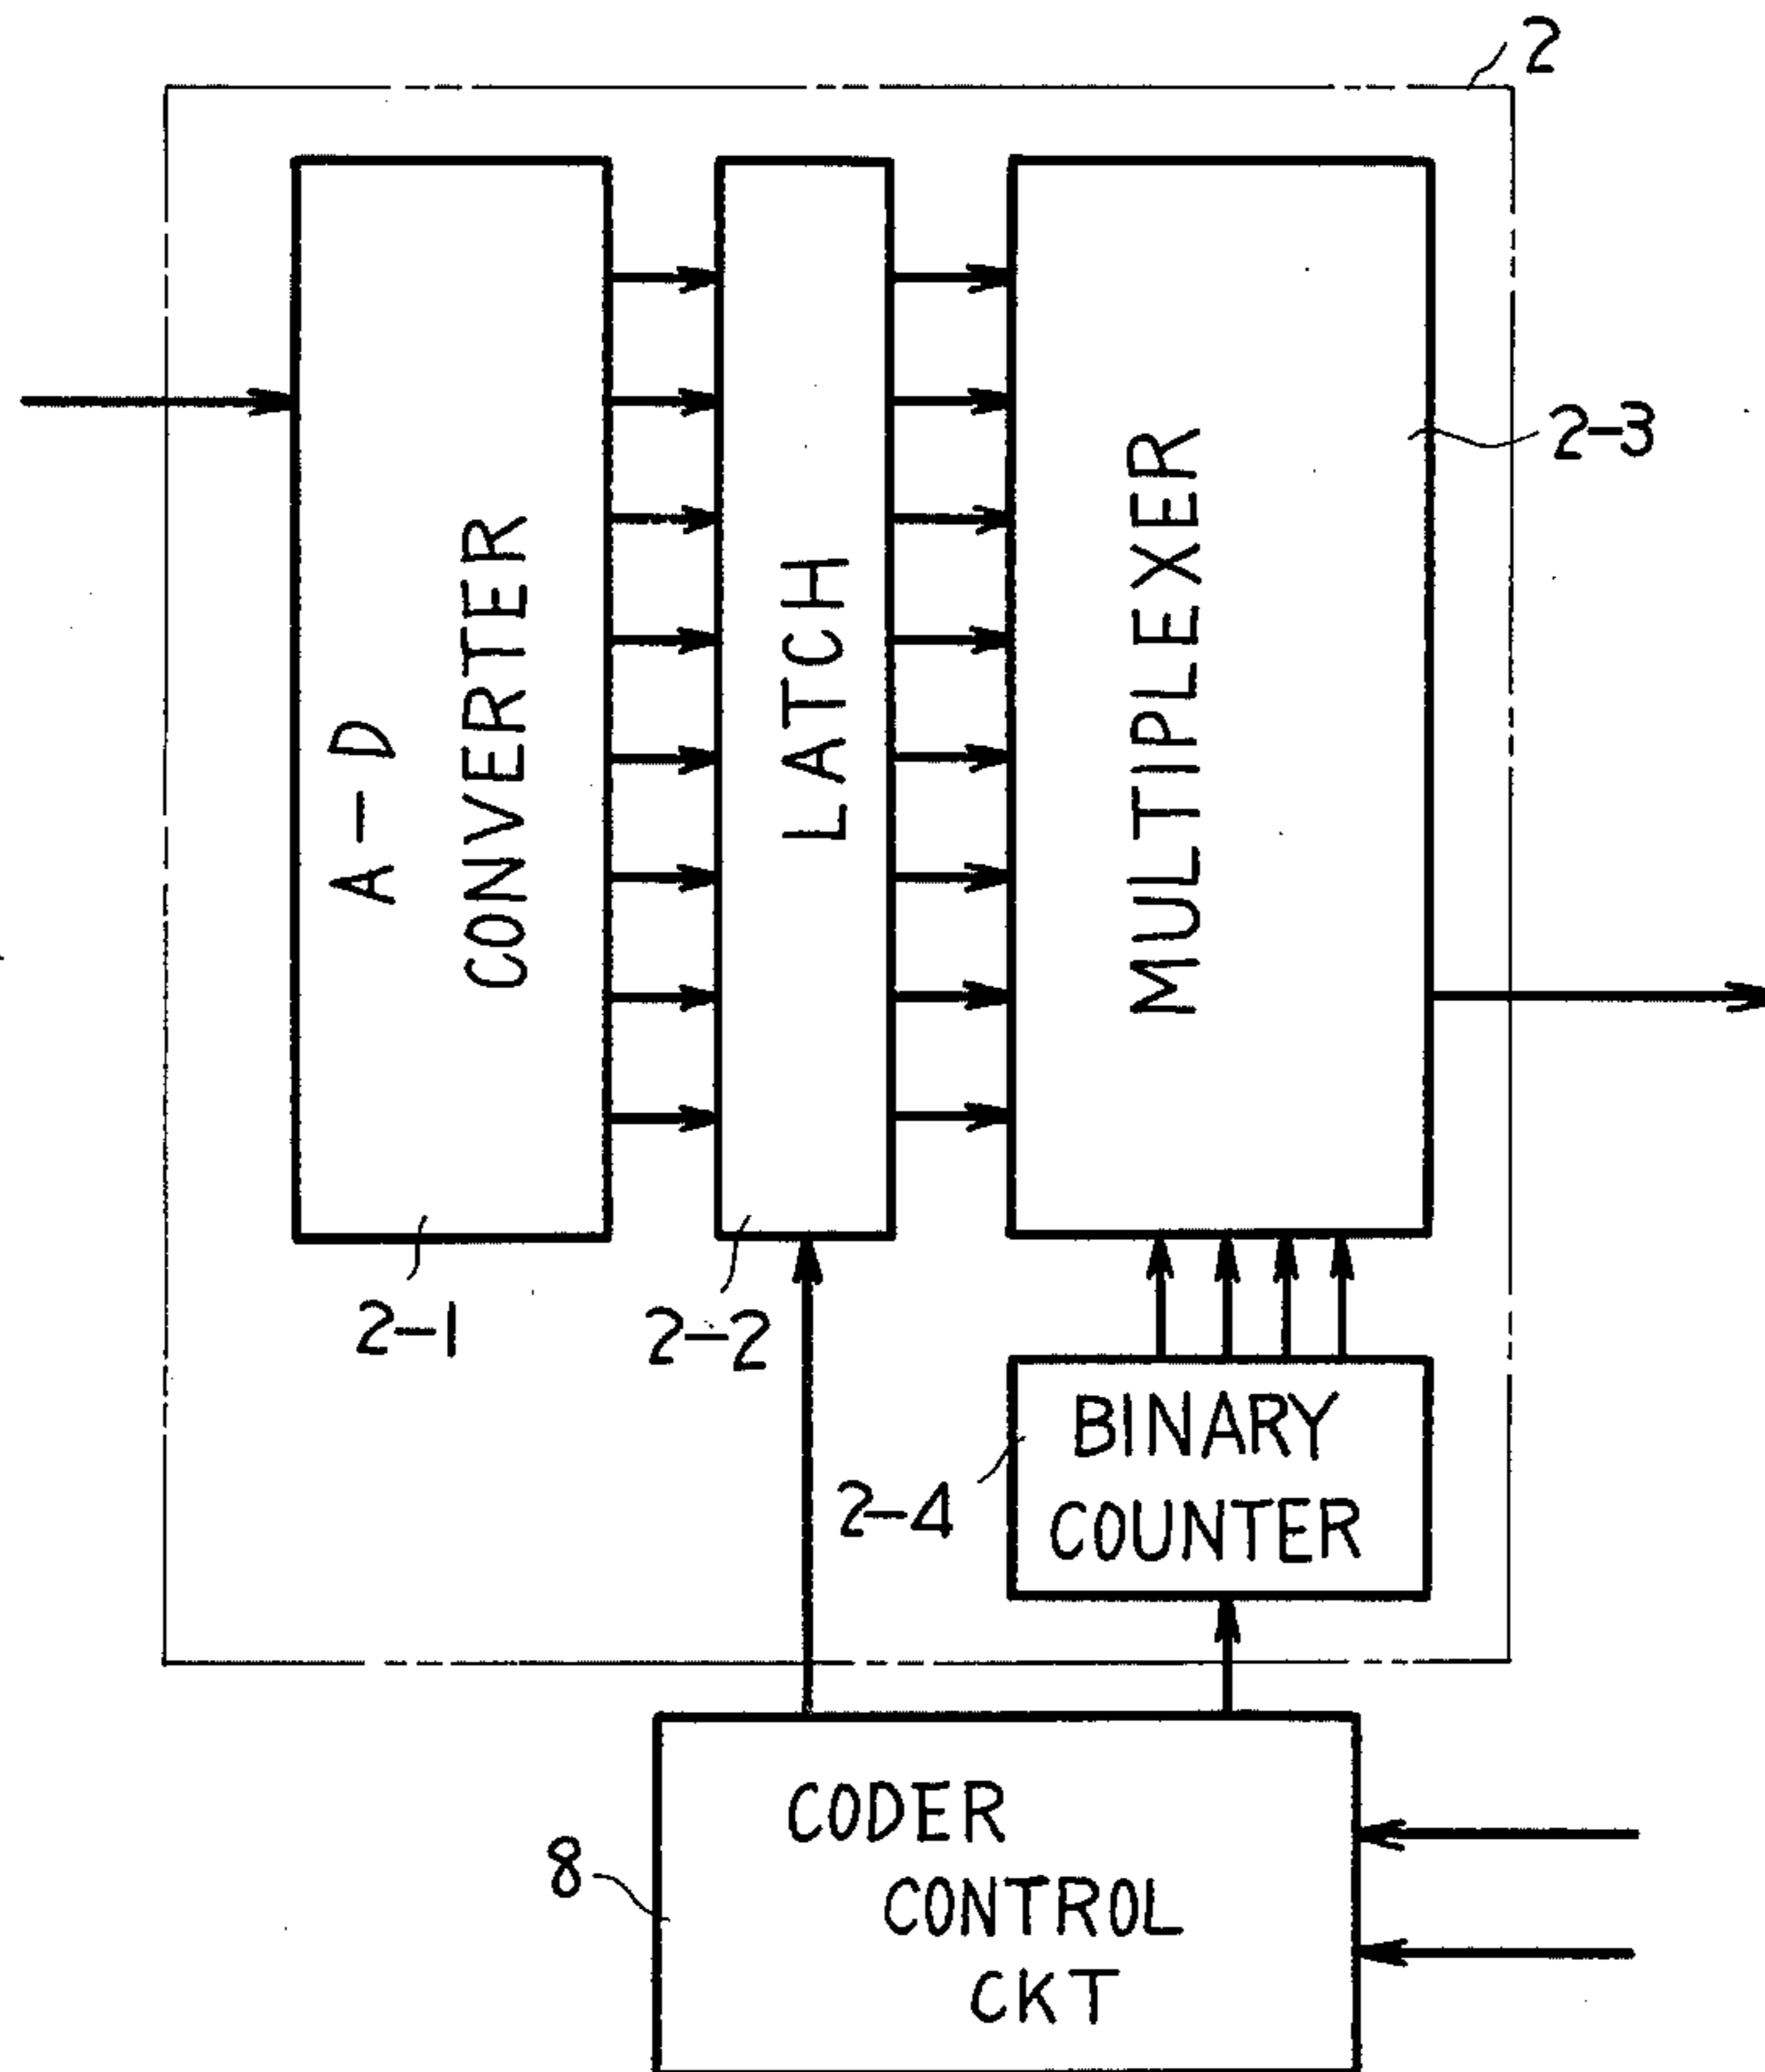 2
A-D
CONVERTER
LATCH
MULTIPLEXER
2-3
2-1
2-2
BINARY
COUNTER
2-4
CODER
CONTROL
CKT
8